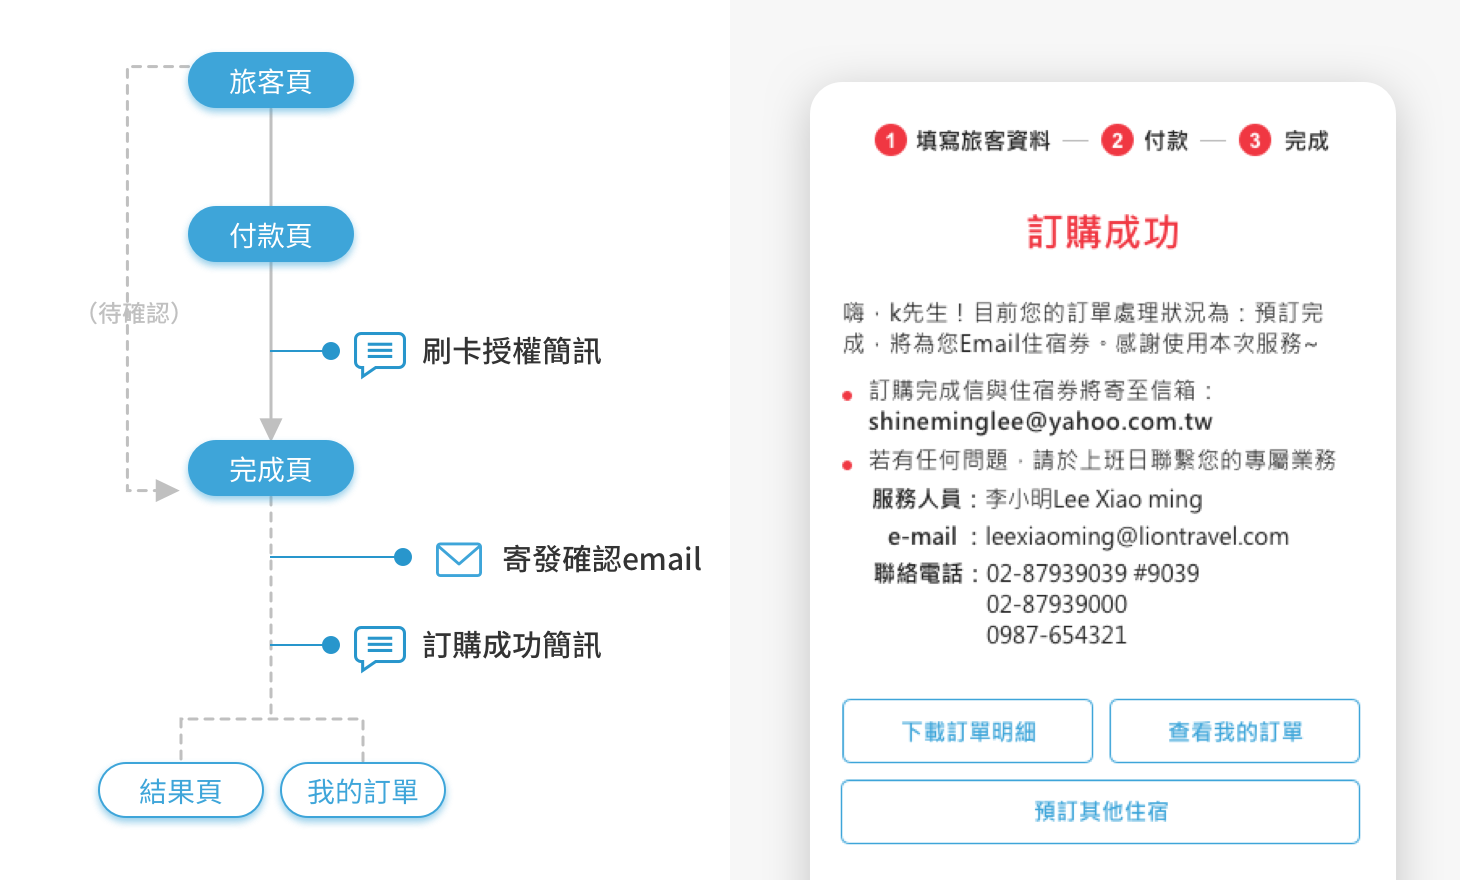 旅客頁
付款頁
（待確認）
刷卡授權簡訊
完成頁
寄發確認email
訂購成功簡訊
結果頁
我的訂單
1 填寫旅客資料 — 2 付款 — 3 完成
訂購成功
嗨，k先生！目前您的訂單處理狀況為：預訂完
成，將為您Email住宿券。感謝使用本次服務~
訂購完成信與住宿券將寄至信箱：
shineminglee@yahoo.com.tw
若有任何問題，請於上班日聯繫您的專屬業務
服務人員：李小明Lee Xiao ming
e-mail ：leexiaoming@liontravel.com
聯絡電話：02-87939039 #9039
02-87939000
0987-654321
下載訂單明細
查看我的訂單
預訂其他住宿